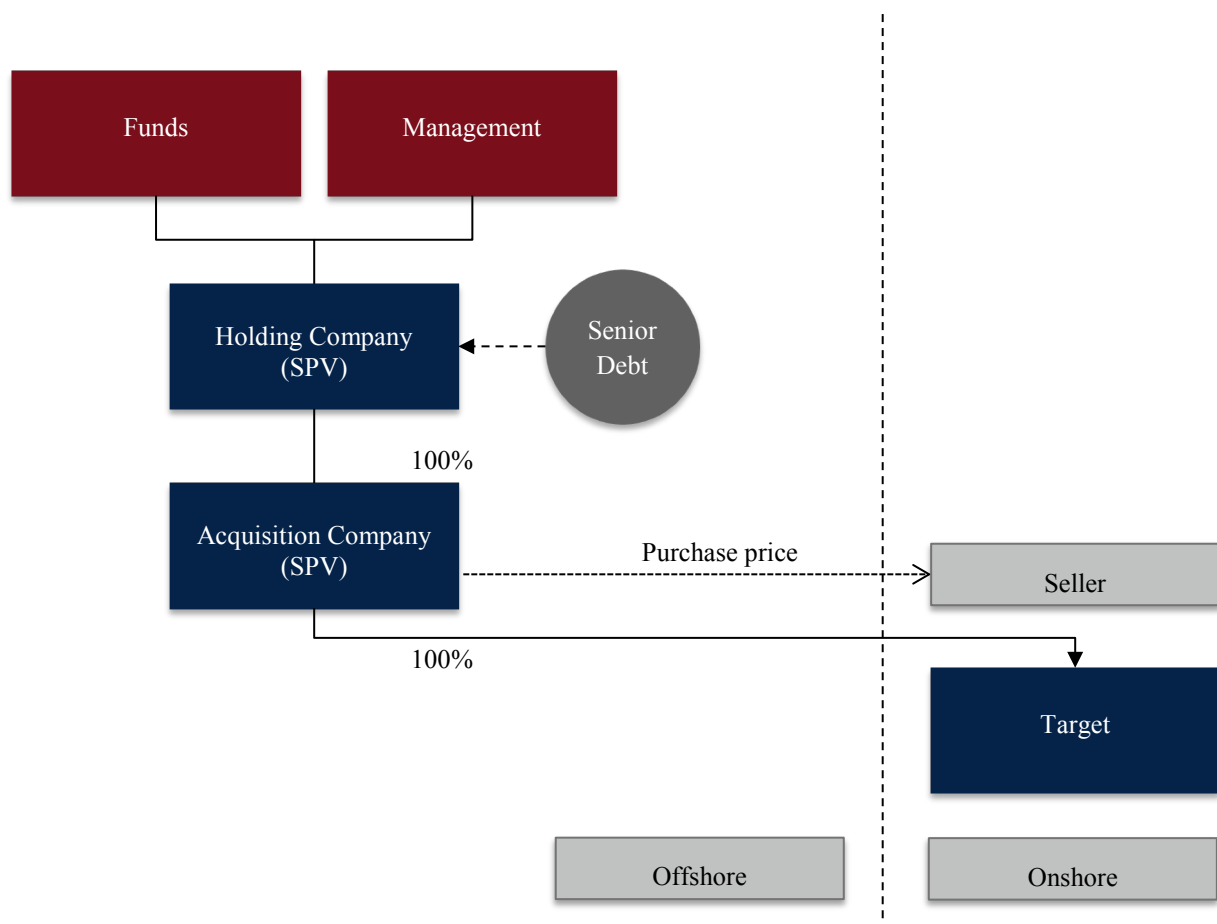 Funds
Management
Holding Company
(SPV)
Senior
Debt
100%
Acquisition Company
(SPV)
Purchase price
Seller
100%
Target
Offshore
Onshore